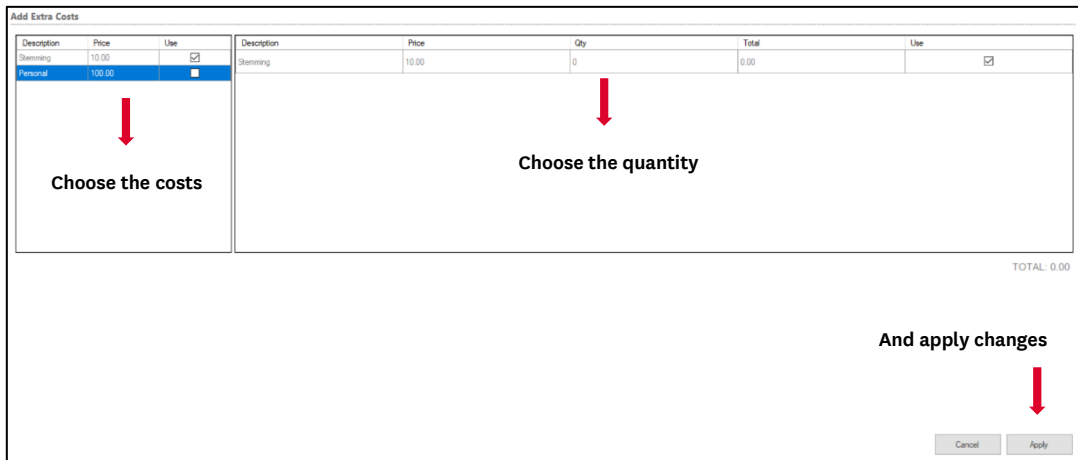 Add Extra Costs
Description Price Use
Stemming 10.00
Personal 100.00
Description Price Qty Total Use
Stemming 10.00 0 0.00
Choose the costs
Choose the quantity
TOTAL: 0.00
And apply changes
Cancel Apply